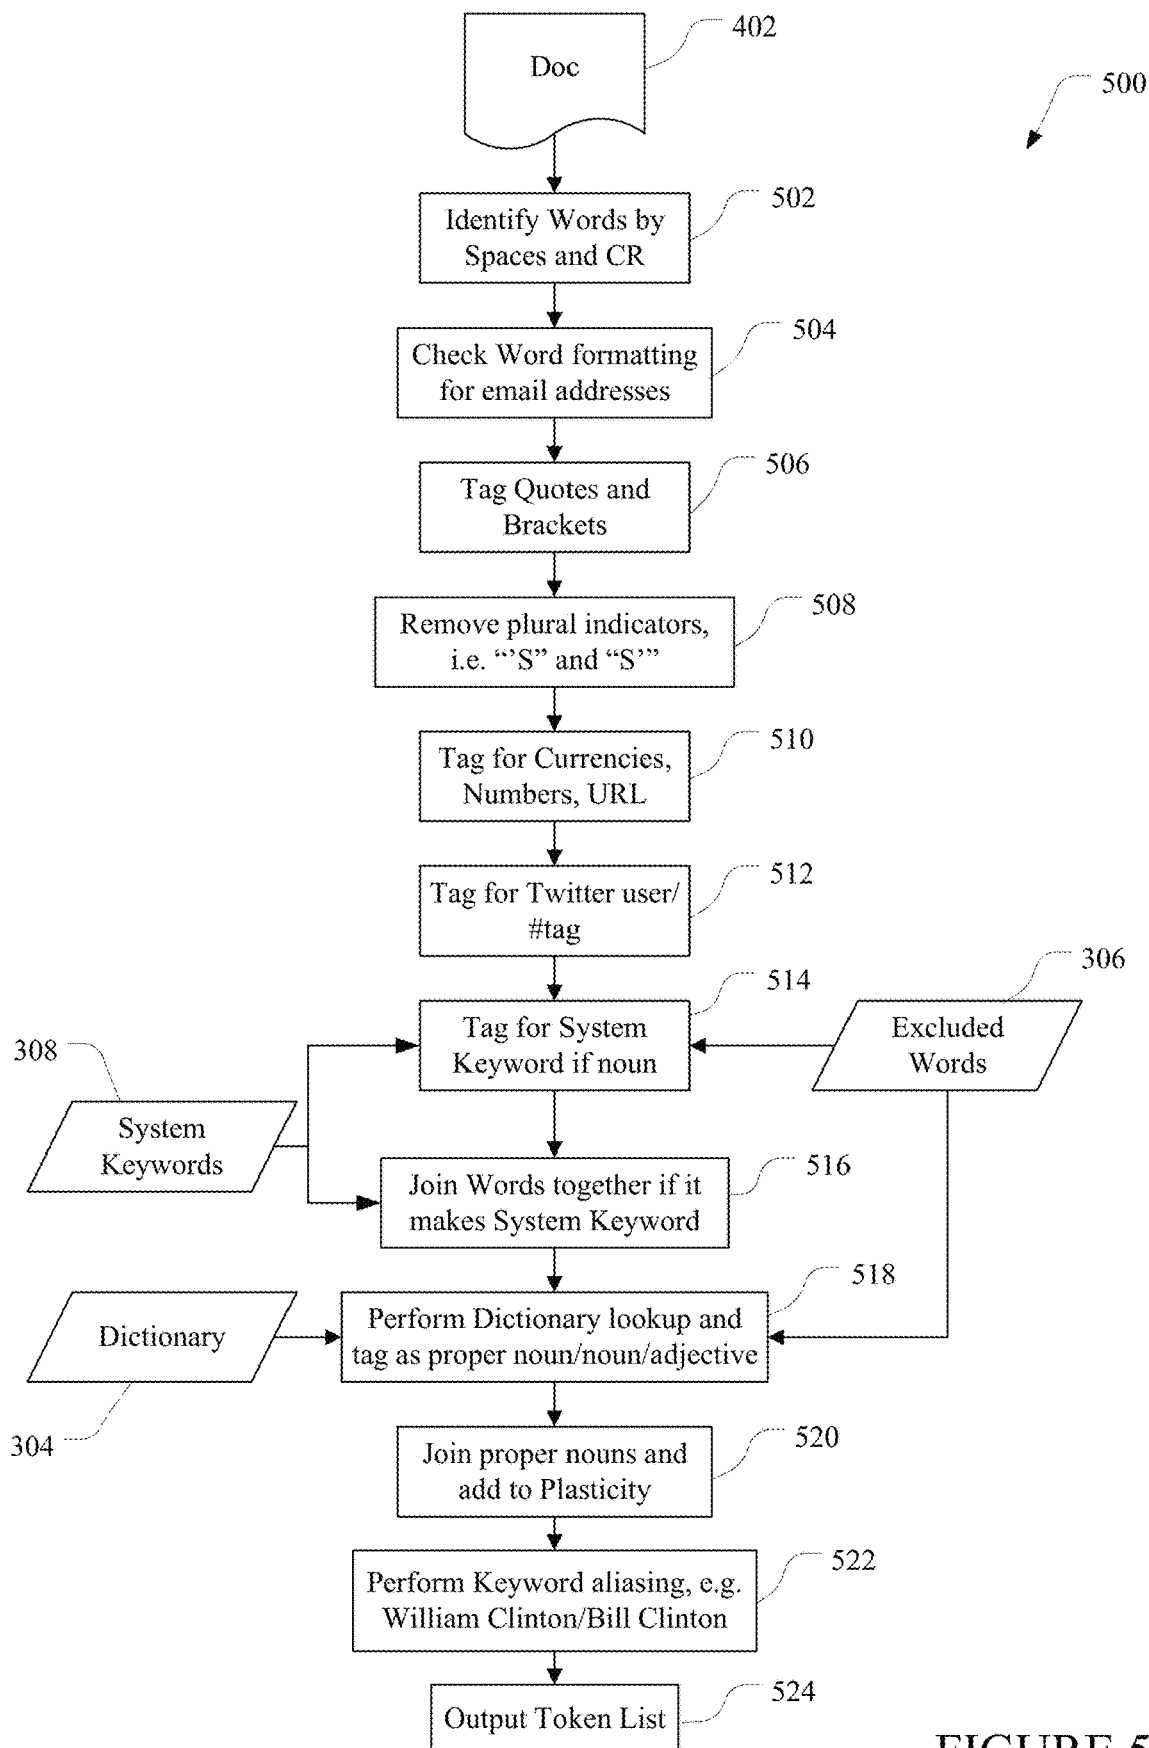 402
Doc
500
502
Identify Words by
Spaces and CR
504
Check Word formatting
for email addresses
506
Tag Quotes and
Brackets
508
Remove plural indicators,
i.e. “’S” and “S’”
510
Tag for Currencies,
Numbers, URL
512
Tag for Twitter user/
#tag
514
306
Tag for System
Keyword if noun
Excluded
Words
308
System
Keywords
516
Join Words together if it
makes System Keyword
518
Dictionary
Perform Dictionary lookup and
tag as proper noun/noun/adjective
304
520
Join proper nouns and
add to Plasticity
522
Perform Keyword aliasing, e.g.
William Clinton/Bill Clinton
524
Output Token List
FIGURE 5